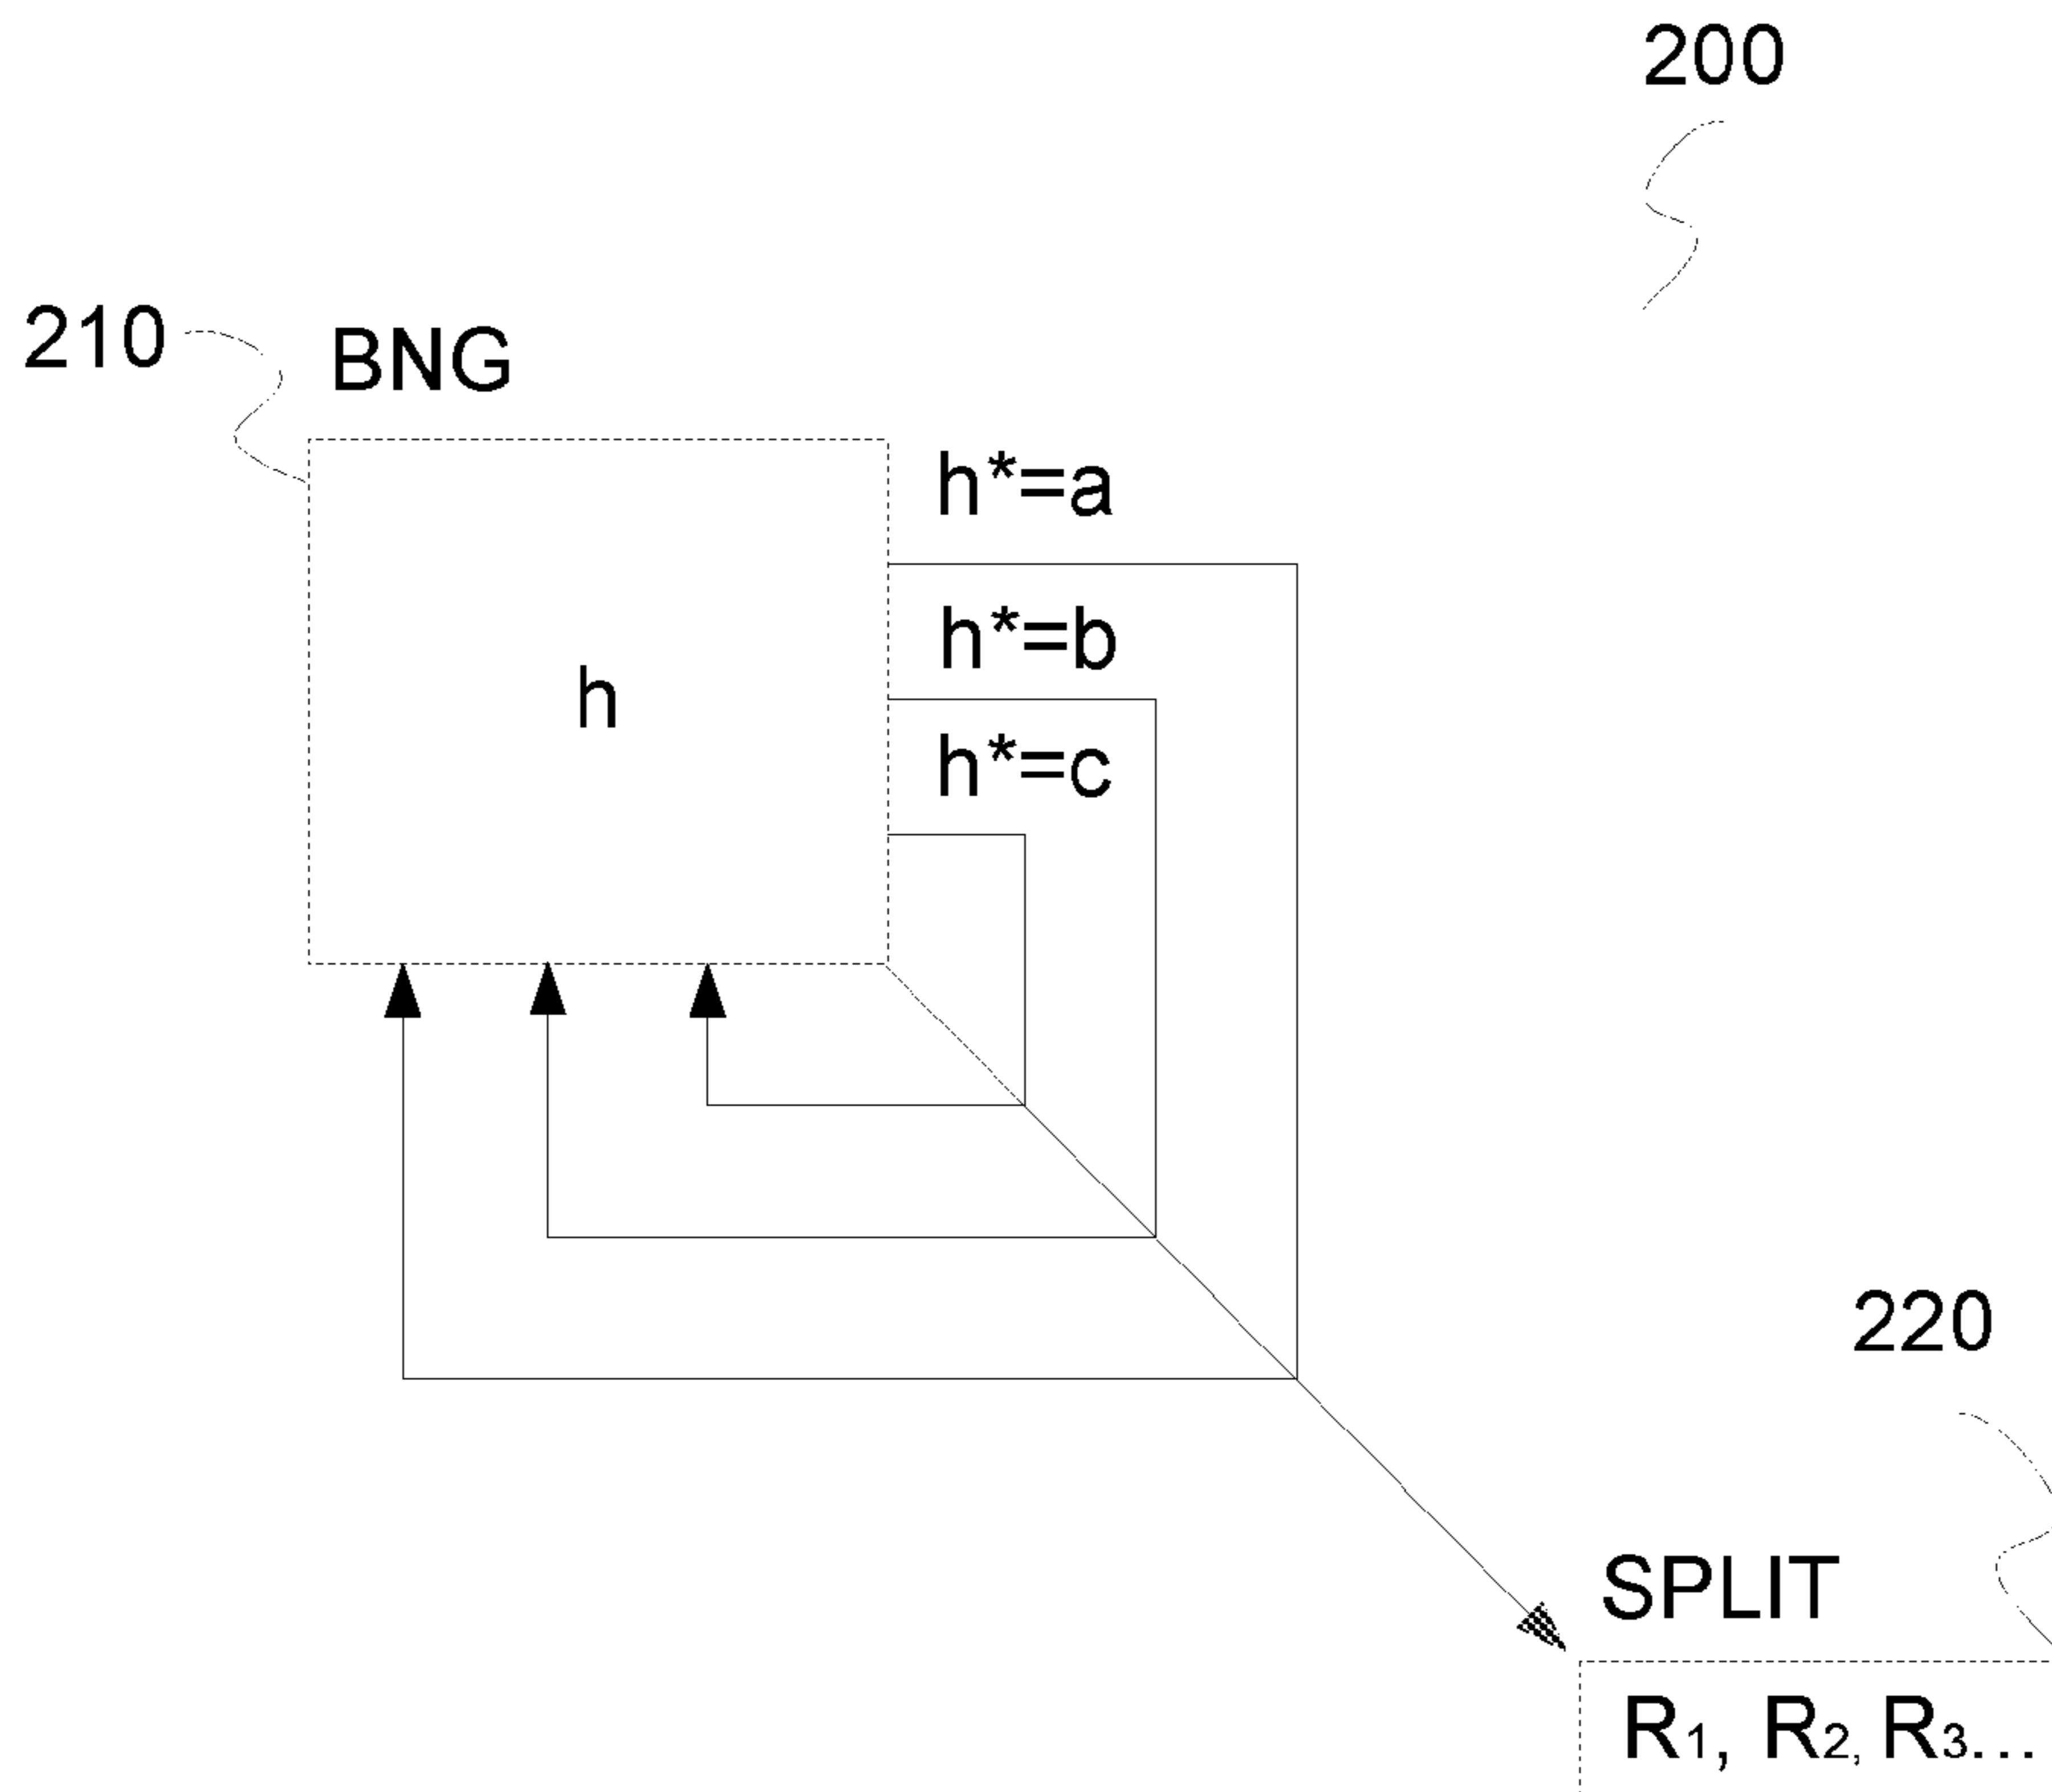 200
210
BNG
h*=a
h*=b
h
h*=c
220
SPLIT
R1, R2, R3...